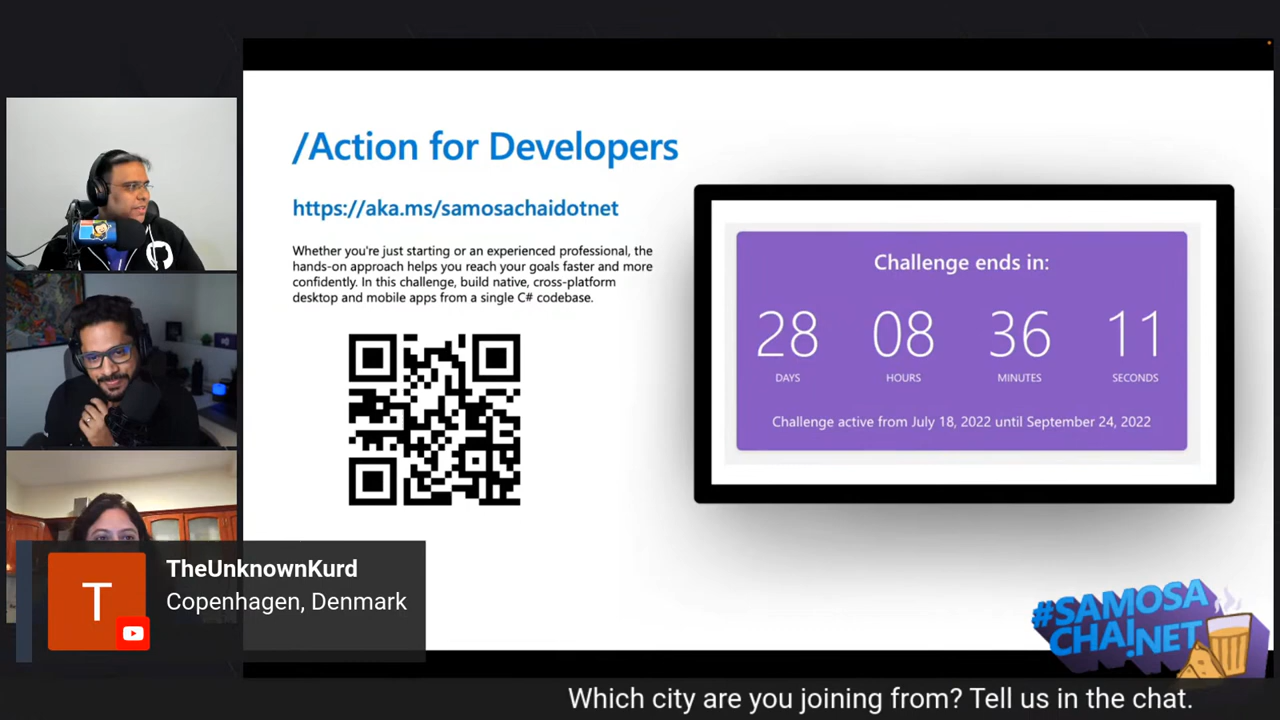 /Action for Developers
https://aka.ms/samosachaidotnet
Whether you're just starting or an experienced professional, the
hands-on approach helps you reach your goals faster and more
confidently. In this challenge, build native, cross-platform
desktop and mobile apps from a single C# codebase.
Challenge ends in:
28 08 36 11
DAYS HOURS MINUTES SECONDS
Challenge active from July 18, 2022 until September 24, 2022
T
TheUnknownKurd
Copenhagen, Denmark
#SAMOSA
CHAI.NET
Which city are you joining from? Tell us in the chat.